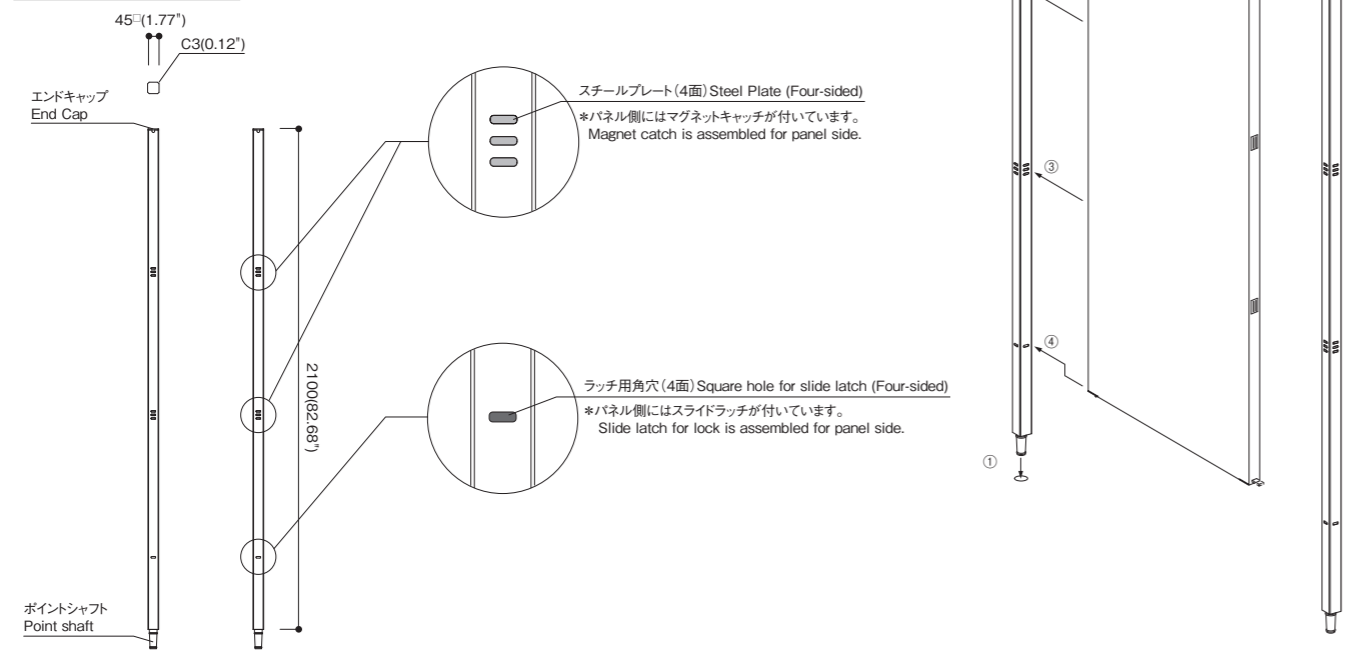 45□(1.77")
C3(0.12")
エンドキャップ
End Cap
スチールプレート(4面)Steel Plate (Four-sided)
*パネル側にはマグネットキャッチが付いています。
Magnet catch is assembled for panel side.
2100(82.68")
ラッチ用角穴(4面)Square hole for slide latch (Four-sided)
*パネル側にはスライドラッチが付いています。
Slide latch for lock is assembled for panel side.
ポイントシャフト
Point shaft
③
④
①